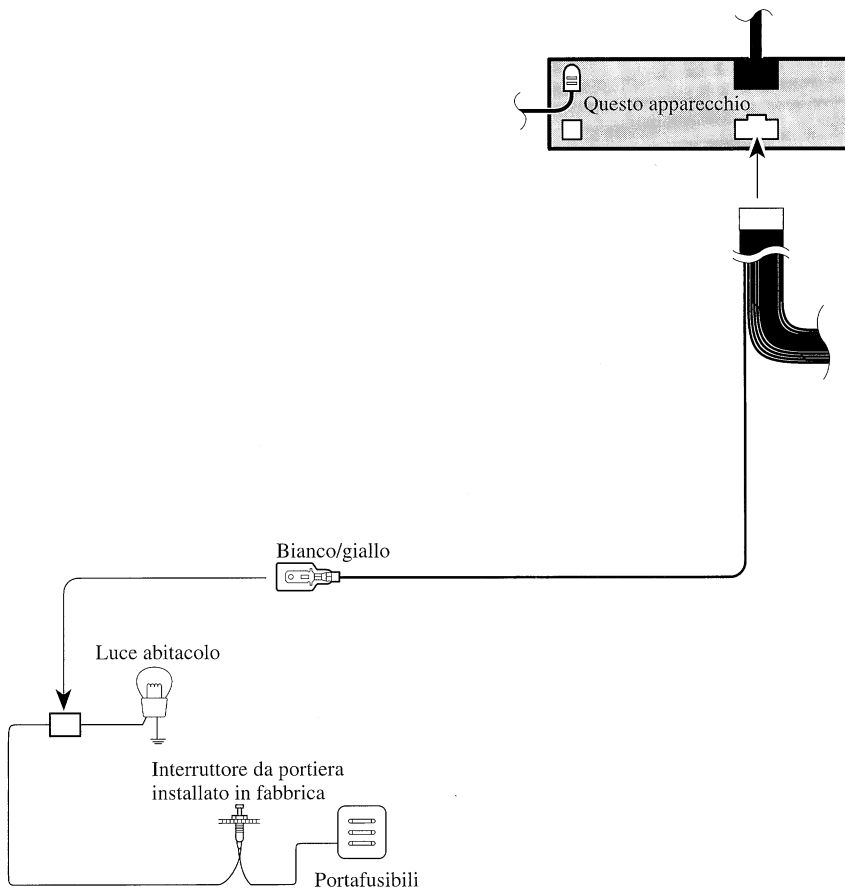 Questo apparecchio
Bianco/giallo
Luce abitacolo
Interruttore da portiera
installato in fabbrica
Portafusibili